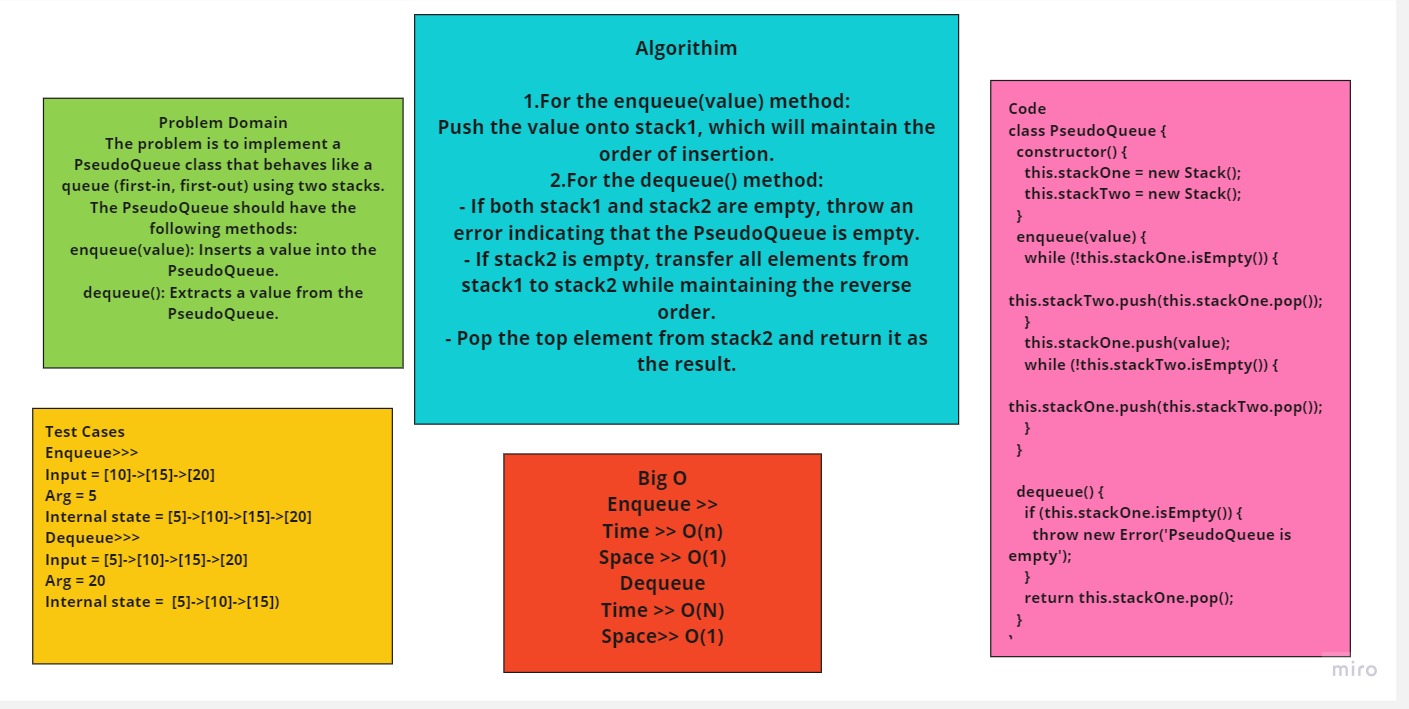 Problem Domain
The problem is to implement a
PseudoQueue class that behaves like a
queue (first-in, first-out) using two stacks.
The PseudoQueue should have the
following methods:
enqueue(value): Inserts a value into the
PseudoQueue.
dequeue(): Extracts a value from the
PseudoQueue.
Algorithim
1.For the enqueue(value) method:
Push the value onto stack1, which will maintain the
order of insertion.
2.For the dequeue() method:
- If both stack1 and stack2 are empty, throw an
error indicating that the PseudoQueue is empty.
- If stack2 is empty, transfer all elements from
stack1 to stack2 while maintaining the reverse
order.
- Pop the top element from stack2 and return it as
the result.
Code
class PseudoQueue {
constructor() {
this.stackOne = new Stack();
this.stackTwo = new Stack();
}
enqueue(value) {
while (!this.stackOne.isEmpty()) {
this.stackTwo.push(this.stackOne.pop());
}
this.stackOne.push(value);
while (!this.stackTwo.isEmpty()) {
this.stackOne.push(this.stackTwo.pop());
}
}
dequeue() {
if (this.stackOne.isEmpty()) {
throw new Error('PseudoQueue is
empty');
}
return this.stackOne.pop();
}
Test Cases
Enqueue>>>
Input = [10]->[15]->[20]
Arg = 5
Internal state = [5]->[10]->[15]->[20]
Dequeue>>>
Input = [5]->[10]->[15]->[20]
Arg = 20
Internal state =  [5]->[10]->[15])
Big O
Enqueue >>
Time >> O(n)
Space >> O(1)
Dequeue
Time >> O(N)
Space>> O(1)
miro